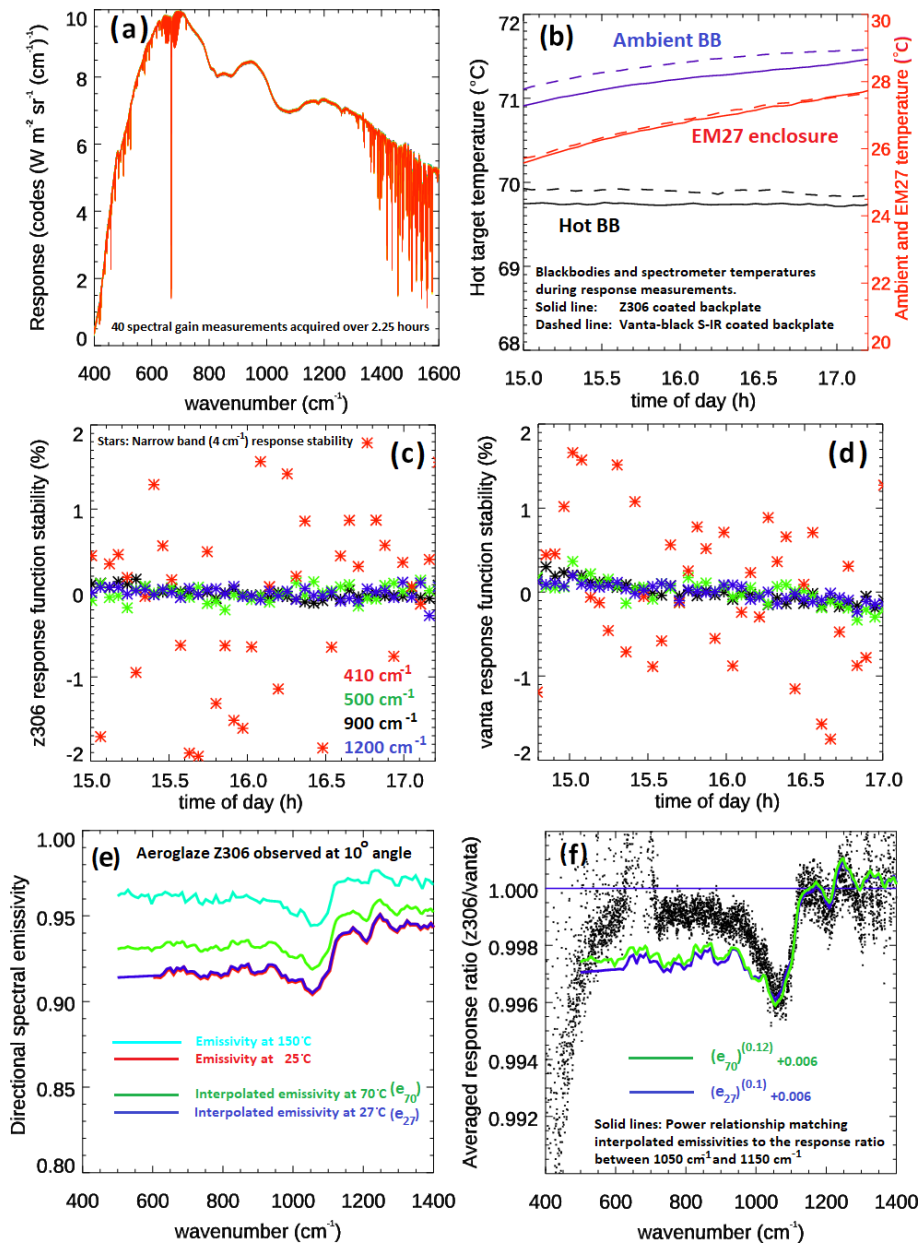 (a)
10
8
6
4
2
0
Response (codes (W m⁻² sr⁻¹ (cm⁻¹)⁻¹)
40 spectral gain measurements acquired over 2.25 hours
400 600 800 1000 1200 1400 1600
wavenumber (cm⁻¹)
(b)
72
71
70
69
68
Hot target temperature (°C)
Ambient BB
EM27 enclosure
Hot BB
Blackbodies and spectrometer temperatures
during response measurements.
Solid line: Z306 coated backplate
Dashed line: Vanta-black S-IR coated backplate
30
28
26
24
22
20
Ambient and EM27 temperature (°C)
15.0 15.5 16.0 16.5 17.0
time of day (h)
Stars: Narrow band (4 cm⁻¹) response stability
(c)
2
1
0
-1
-2
z306 response function stability (%)
410 cm⁻¹
500 cm⁻¹
900 cm⁻¹
1200 cm⁻¹
15.0 15.5 16.0 16.5 17.0
time of day (h)
(d)
2
1
0
-1
-2
vanta response function stability (%)
15.0 15.5 16.0 16.5 17.0
time of day (h)
(e)
Aeroglaze Z306 observed at 10° angle
1.00
0.95
0.90
0.85
0.80
Directional spectral emissivity
Emissivity at 150°C
Emissivity at 25°C
Interpolated emissivity at 70°C (e₇₀)
Interpolated emissivity at 27°C (e₂₇)
400 600 800 1000 1200 1400
wavenumber (cm⁻¹)
(f)
1.000
0.998
0.996
0.994
0.992
Averaged response ratio (z306/vanta)
(e₇₀)^(0.12) +0.006
(e₂₇)^(0.1) +0.006
Solid lines: Power relationship matching
interpolated emissivities to the response ratio
between 1050 cm⁻¹ and 1150 cm⁻¹
400 600 800 1000 1200 1400
wavenumber (cm⁻¹)